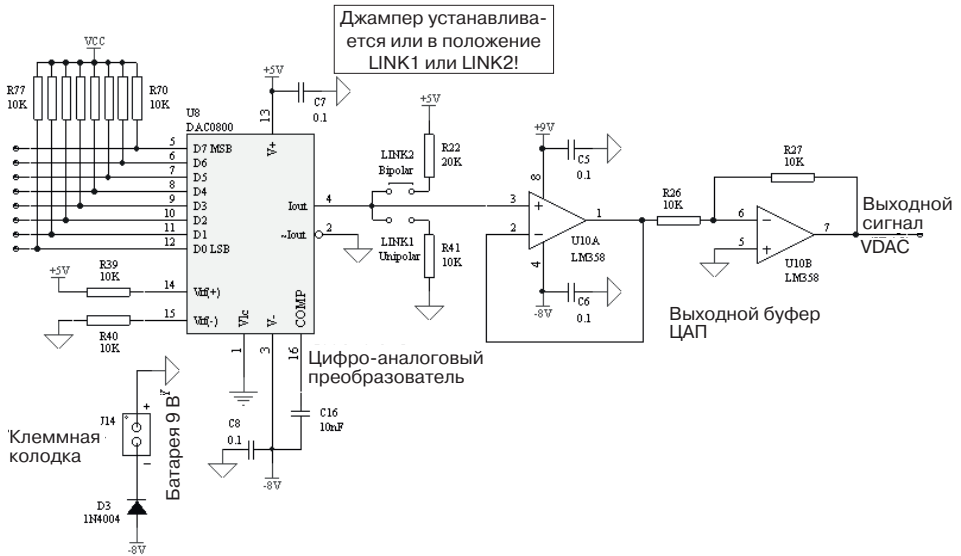 Джампер устанавлива-
ется или в положение
LINK1 или LINK2!
VCC
R77
10K
R70
10K
+5V
C7
0.1
U8
DAC0800
13
V+
5
D7 MSB
6
D6
7
D5
8
D4
9
D3
10
D2
11
D1
12
D0 LSB
Iout
4
~Iout
2
14
Vrf(+)
15
Vrf(-)
Vlc
V-
COMP
1
3
16
+5V
R39
10K
R40
10K
+5V
R22
20K
LINK2
Bipolar
LINK1
Unipolar
R41
10K
+9V
C5
0.1
8
3
2
1
4
U10A
LM358
C6
0.1
-8V
R26
10K
R27
10K
6
5
7
U10B
LM358
Выходной
сигнал
VDAC
Выходной буфер
ЦАП
Цифро-аналоговый
преобразователь
C16
10nF
C8
0.1
-8V
J14
+
−
Клеммная
колодка
Батарея 9 В
D3
1N4004
-8V